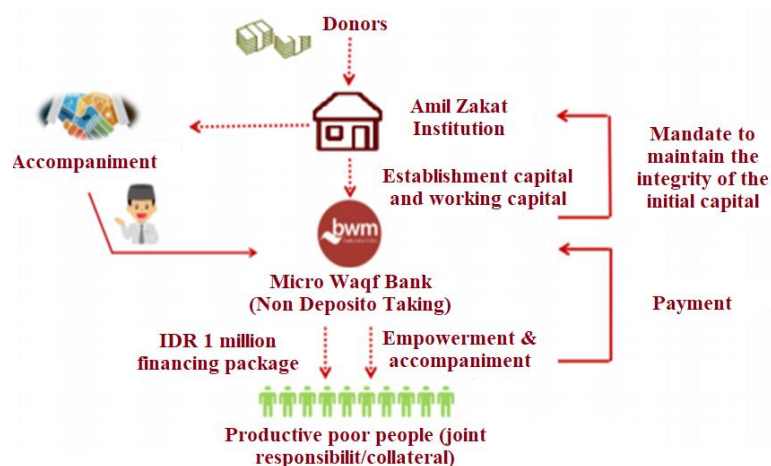 Donors
Amil Zakat
Institution
Accompaniment
Mandate to
maintain the
integrity of the
initial capital
Establishment capital
and working capital
bwm
Micro Waqf Bank
(Non Deposito Taking)
Payment
IDR 1 million
financing package
Empowerment &
accompaniment
Productive poor people (joint
responsibilit/collateral)